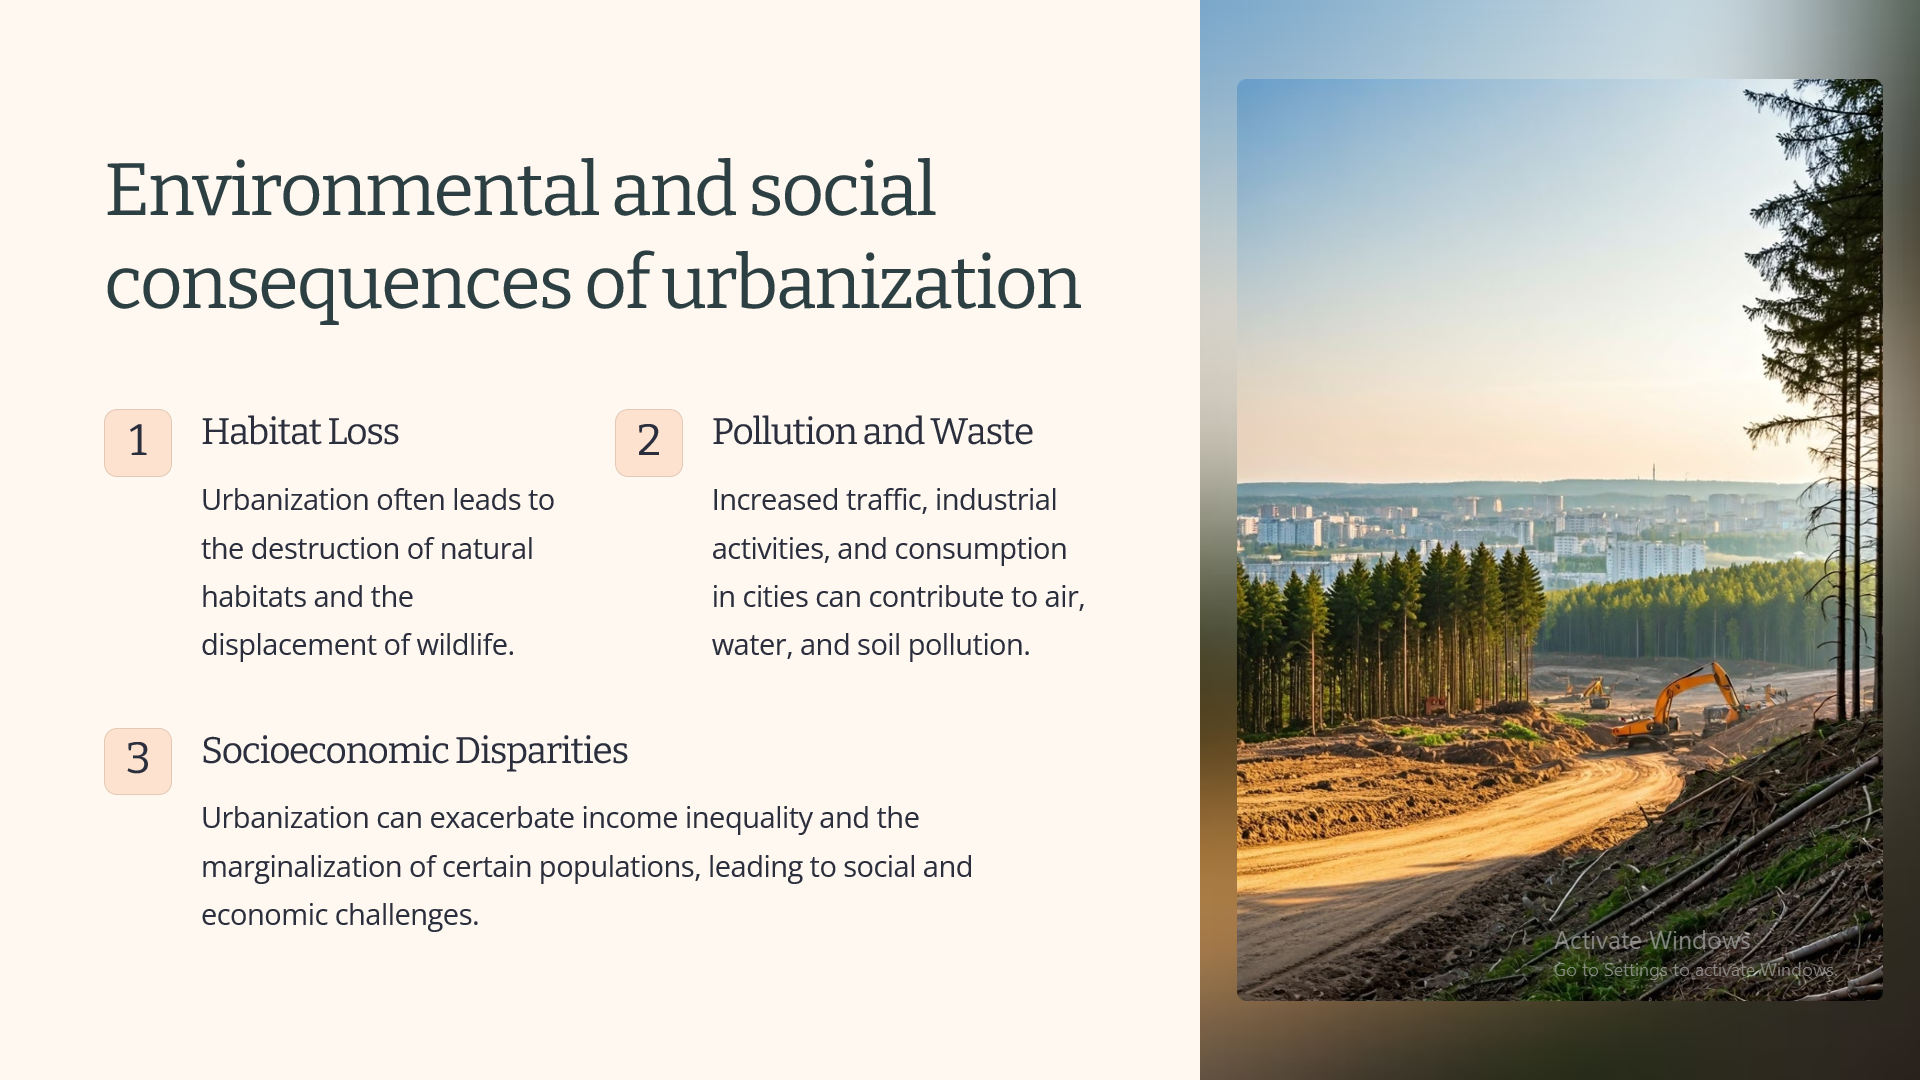 Environmental and social
consequences of urbanization
1
Habitat Loss
Urbanization often leads to
the destruction of natural
habitats and the
displacement of wildlife.
2
Pollution and Waste
Increased traffic, industrial
activities, and consumption
in cities can contribute to air,
water, and soil pollution.
3
Socioeconomic Disparities
Urbanization can exacerbate income inequality and the
marginalization of certain populations, leading to social and
economic challenges.
Activate Windows
Go to Settings to activate Windows.